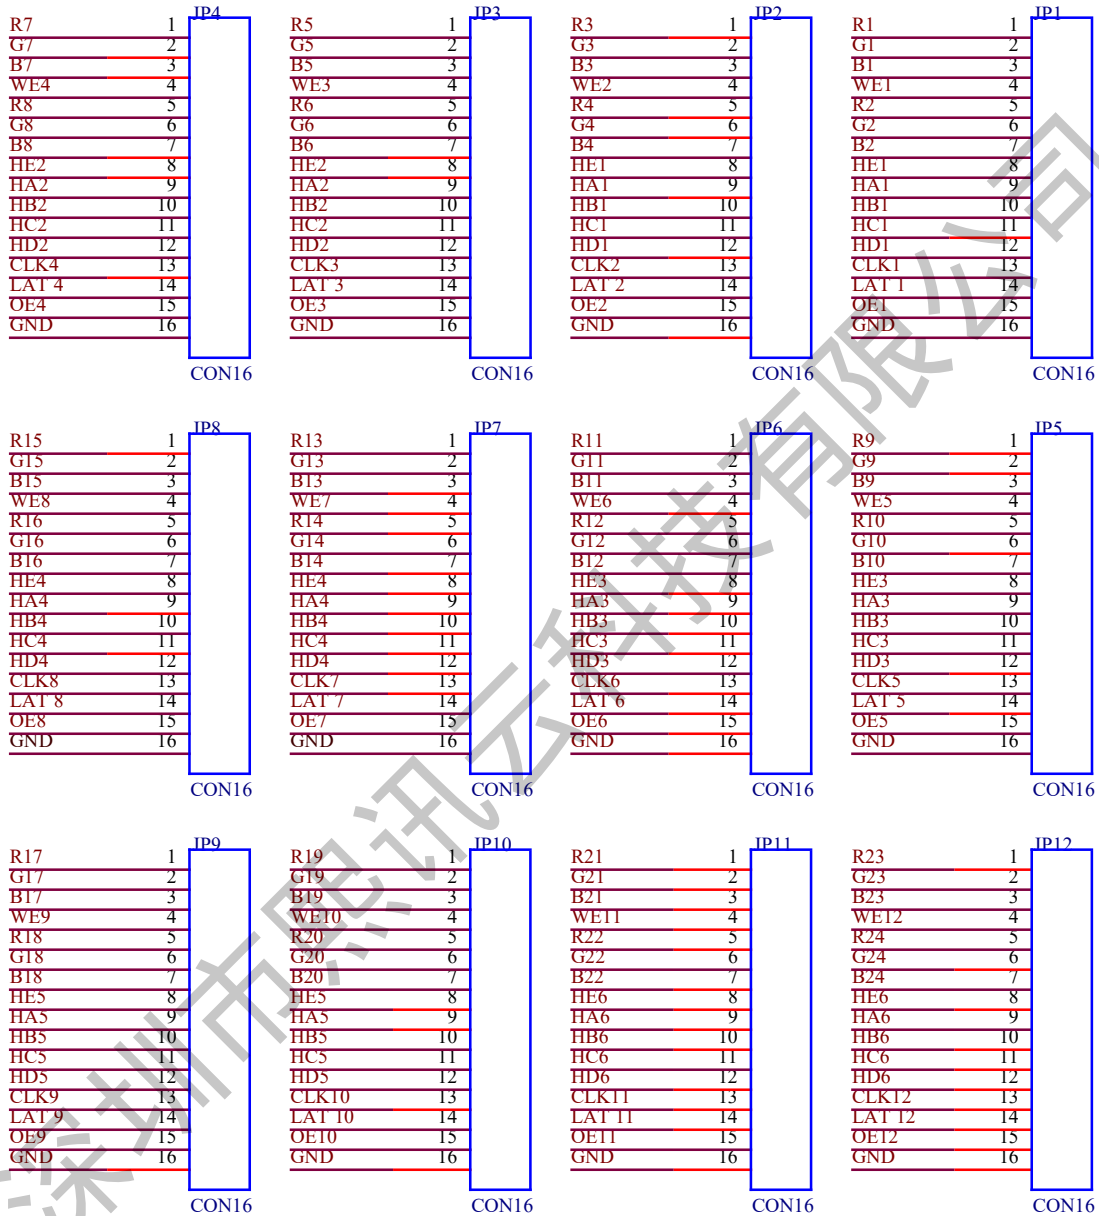 JP4
R7 1
G7 2
B7 3
WE4 4
R8 5
G8 6
B8 7
HE2 8
HA2 9
HB2 10
HC2 11
HD2 12
CLK4 13
LAT 4 14
OE4 15
GND 16
CON16
JP3
R5 1
G5 2
B5 3
WE3 4
R6 5
G6 6
B6 7
HE2 8
HA2 9
HB2 10
HC2 11
HD2 12
CLK3 13
LAT 3 14
OE3 15
GND 16
CON16
JP2
R3 1
G3 2
B3 3
WE2 4
R4 5
G4 6
B4 7
HE1 8
HA1 9
HB1 10
HC1 11
HD1 12
CLK2 13
LAT 2 14
OE2 15
GND 16
CON16
JP1
R1 1
G1 2
B1 3
WE1 4
R2 5
G2 6
B2 7
HE1 8
HA1 9
HB1 10
HC1 11
HD1 12
CLK1 13
LAT 1 14
OE1 15
GND 16
CON16
JP8
R15 1
G15 2
B15 3
WE8 4
R16 5
G16 6
B16 7
HE4 8
HA4 9
HB4 10
HC4 11
HD4 12
CLK8 13
LAT 8 14
OE8 15
GND 16
CON16
JP7
R13 1
G13 2
B13 3
WE7 4
R14 5
G14 6
B14 7
HE4 8
HA4 9
HB4 10
HC4 11
HD4 12
CLK7 13
LAT 7 14
OE7 15
GND 16
CON16
JP6
R11 1
G11 2
B11 3
WE6 4
R12 5
G12 6
B12 7
HE3 8
HA3 9
HB3 10
HC3 11
HD3 12
CLK6 13
LAT 6 14
OE6 15
GND 16
CON16
JP5
R9 1
G9 2
B9 3
WE5 4
R10 5
G10 6
B10 7
HE3 8
HA3 9
HB3 10
HC3 11
HD3 12
CLK5 13
LAT 5 14
OE5 15
GND 16
CON16
JP9
R17 1
G17 2
B17 3
WE9 4
R18 5
G18 6
B18 7
HE5 8
HA5 9
HB5 10
HC5 11
HD5 12
CLK9 13
LAT 9 14
OE9 15
GND 16
CON16
JP10
R19 1
G19 2
B19 3
WE10 4
R20 5
G20 6
B20 7
HE5 8
HA5 9
HB5 10
HC5 11
HD5 12
CLK10 13
LAT 10 14
OE10 15
GND 16
CON16
JP11
R21 1
G21 2
B21 3
WE11 4
R22 5
G22 6
B22 7
HE6 8
HA6 9
HB6 10
HC6 11
HD6 12
CLK11 13
LAT 11 14
OE11 15
GND 16
CON16
JP12
R23 1
G23 2
B23 3
WE12 4
R24 5
G24 6
B24 7
HE6 8
HA6 9
HB6 10
HC6 11
HD6 12
CLK12 13
LAT 12 14
OE12 15
GND 16
CON16
深圳市熙讯云科技有限公司